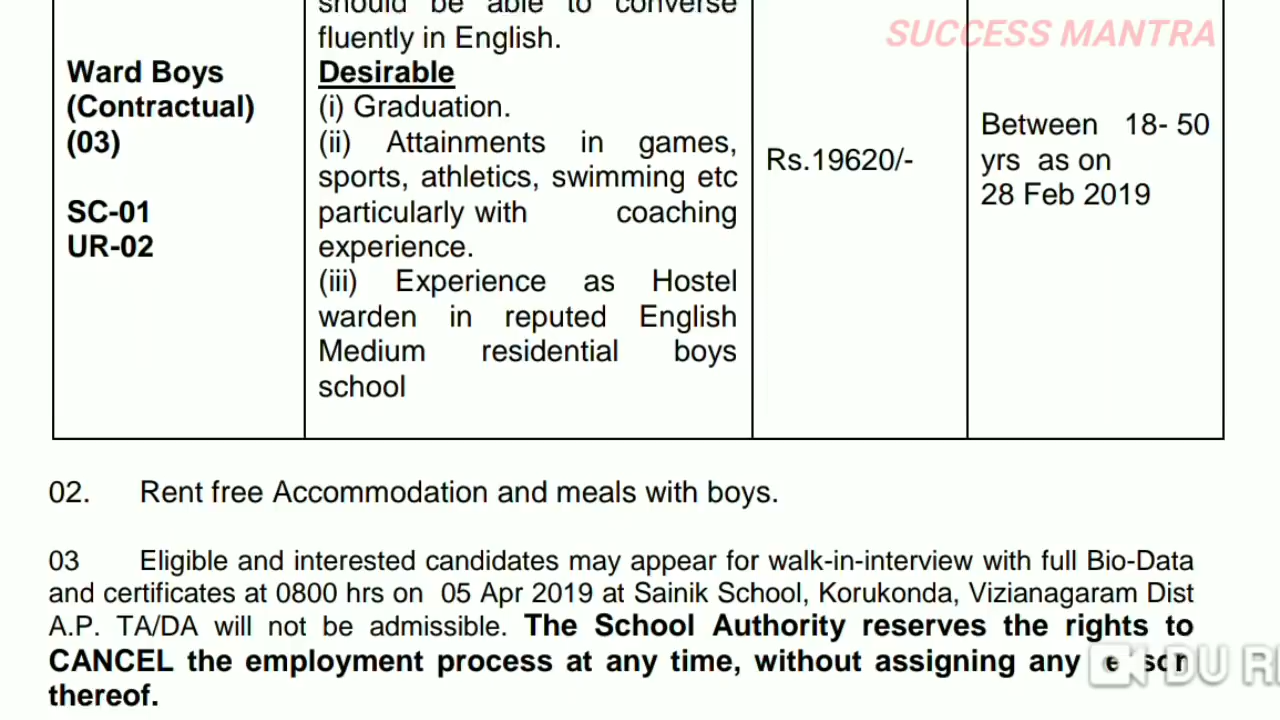 should be able to converse
fluently in English.
SUCCESS MANTRA
Ward Boys
(Contractual)
(03)
SC-01
UR-02
Desirable
(i) Graduation.
(ii) Attainments in games,
sports, athletics, swimming etc
particularly with coaching
experience.
(iii) Experience as Hostel
warden in reputed English
Medium residential boys
school
Rs.19620/-
Between 18- 50
yrs as on
28 Feb 2019
02. Rent free Accommodation and meals with boys.
03 Eligible and interested candidates may appear for walk-in-interview with full Bio-Data
and certificates at 0800 hrs on 05 Apr 2019 at Sainik School, Korukonda, Vizianagaram Dist
A.P. TA/DA will not be admissible. The School Authority reserves the rights to
CANCEL the employment process at any time, without assigning any
thereof.